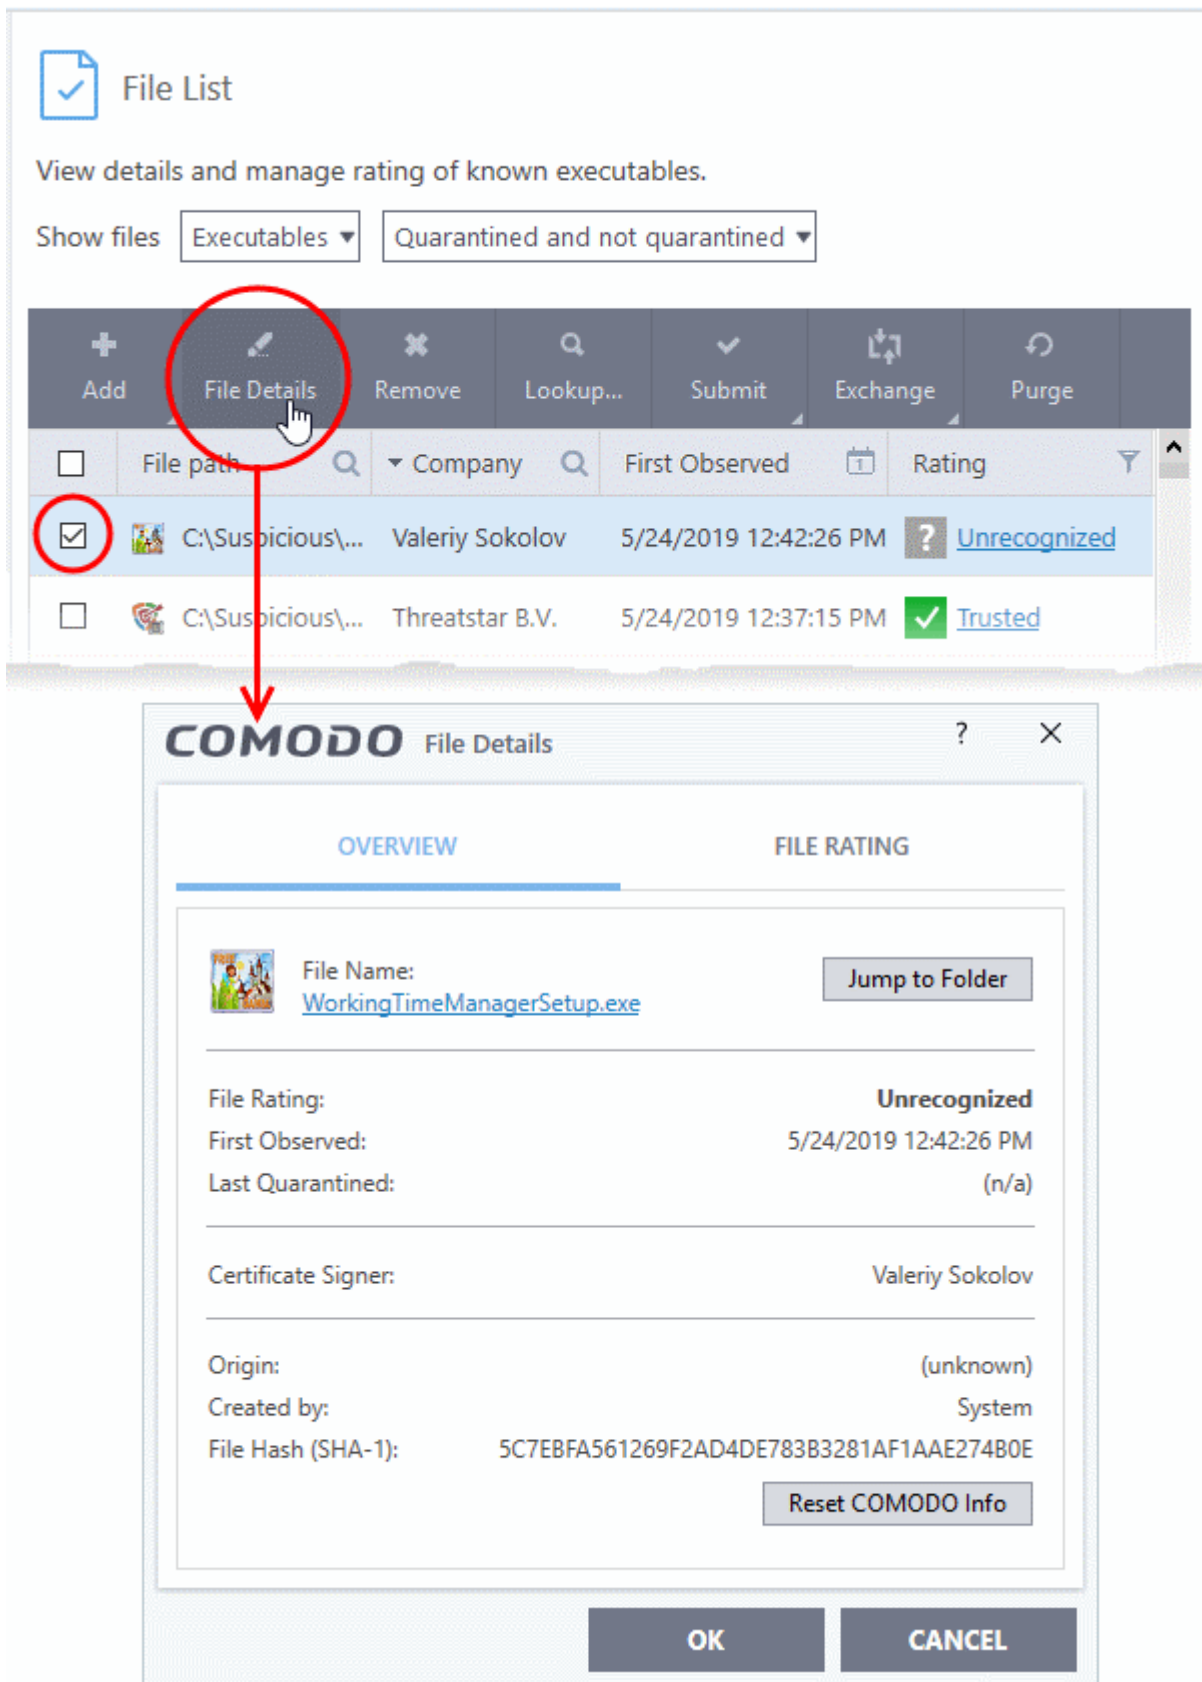 File List
View details and manage rating of known executables.
Show files Executables Quarantined and not quarantined
Add File Details Remove Lookup... Submit Exchange Purge
File path Company First Observed Rating
C:\Suspicious\... Valeriy Sokolov 5/24/2019 12:42:26 PM ? Unrecognized
C:\Suspicious\... Threatstar B.V. 5/24/2019 12:37:15 PM Trusted
COMODO File Details ?
OVERVIEW FILE RATING
File Name: Jump to Folder
WorkingTimeManagerSetup.exe
File Rating: Unrecognized
First Observed: 5/24/2019 12:42:26 PM
Last Quarantined: (n/a)
Certificate Signer: Valeriy Sokolov
Origin: (unknown)
Created by: System
File Hash (SHA-1): 5C7EBFA561269F2AD4DE783B3281AF1AAE274B0E
Reset COMODO Info
OK CANCEL